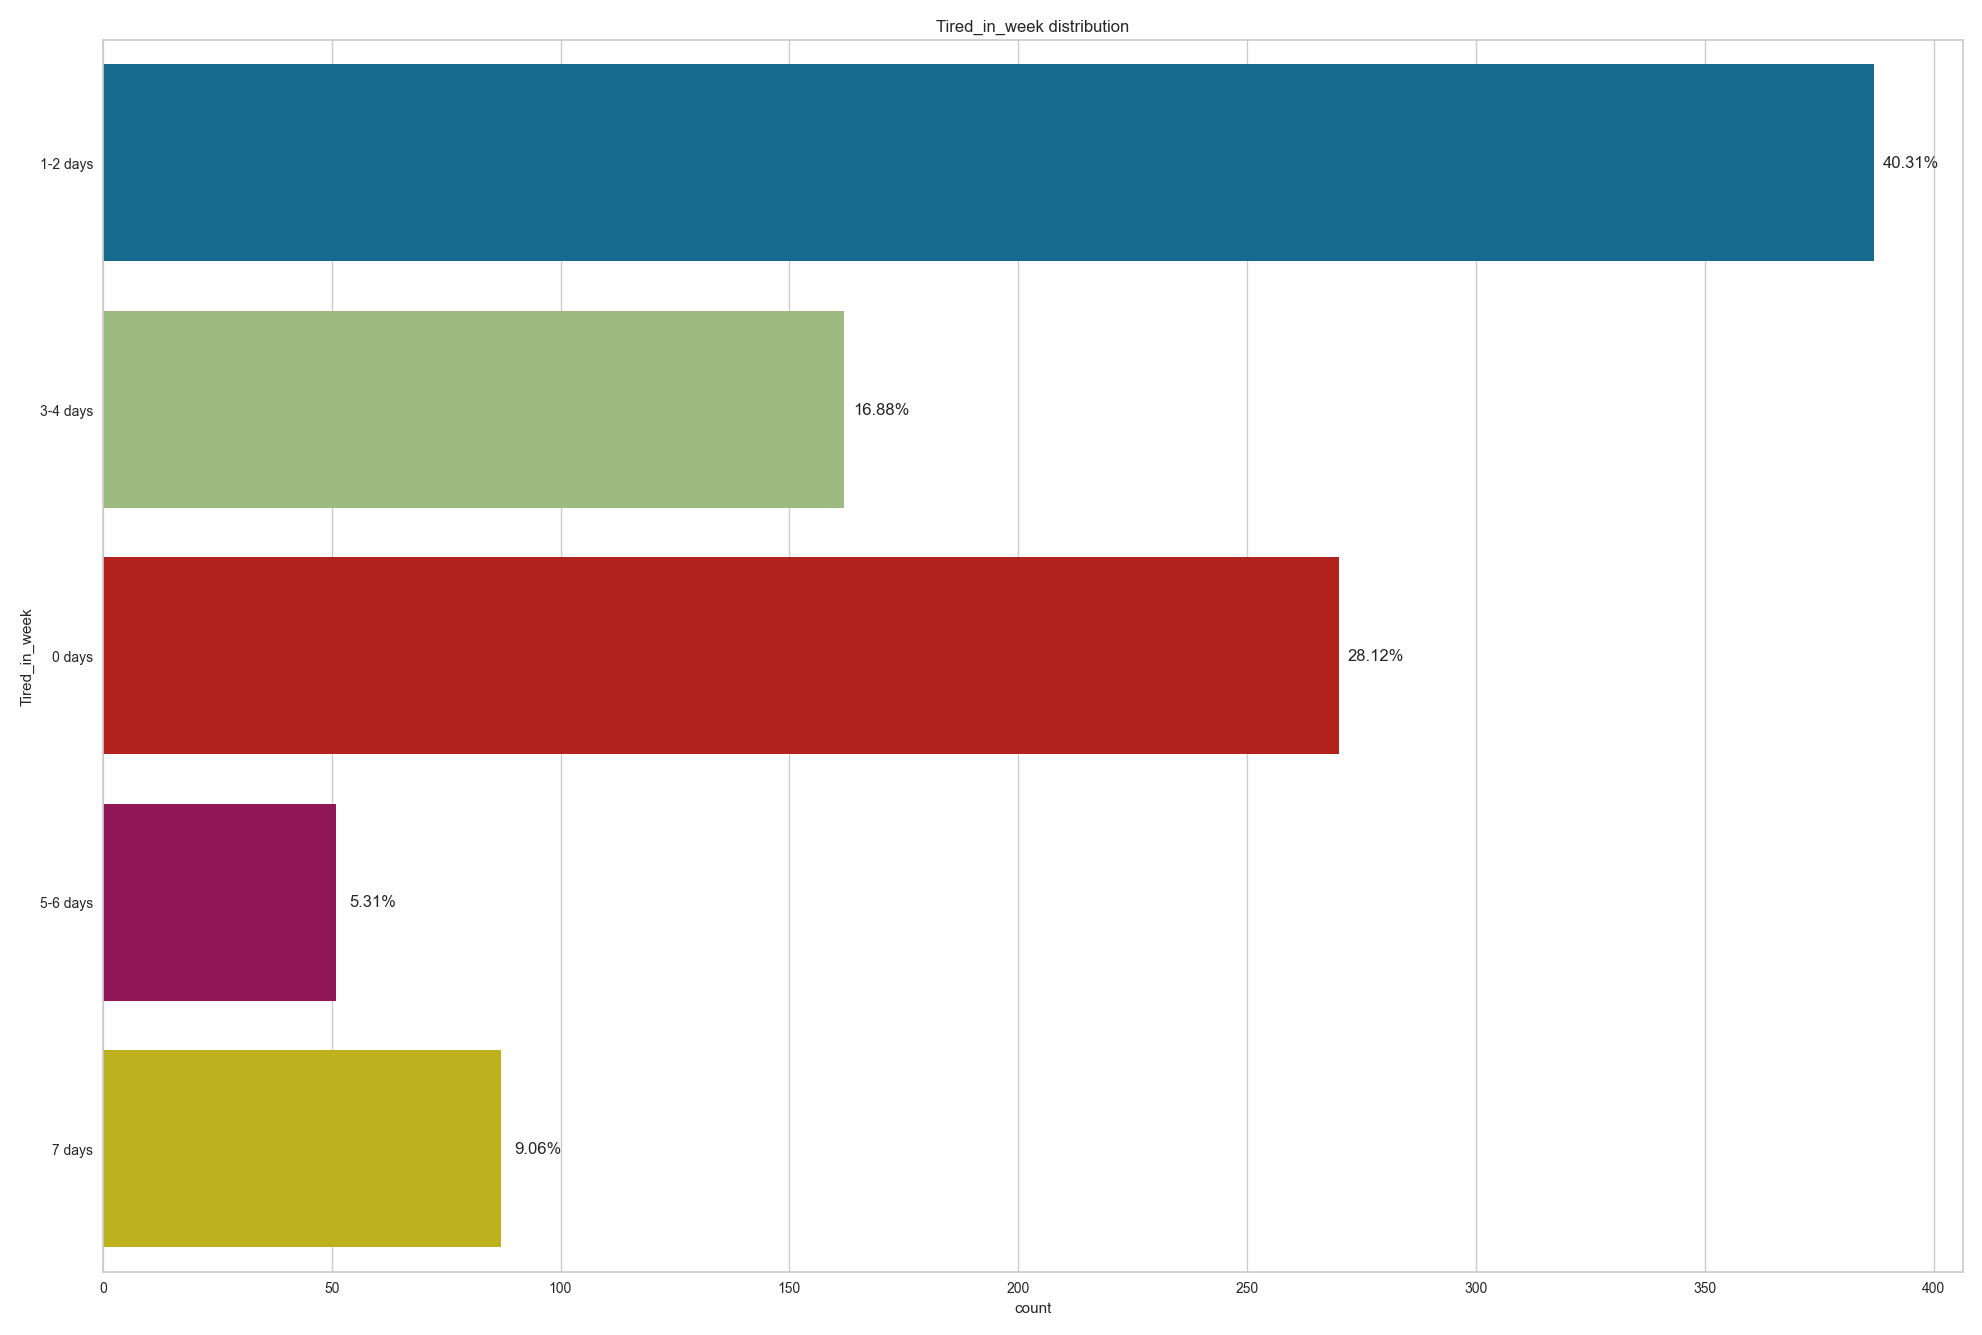 Tired_in_week distribution
1-2 days
40.31%
3-4 days
16.88%
0 days
28.12%
5-6 days
5.31%
7 days
9.06%
Tired_in_week
0 50 100 150 200 250 300 350 400
count